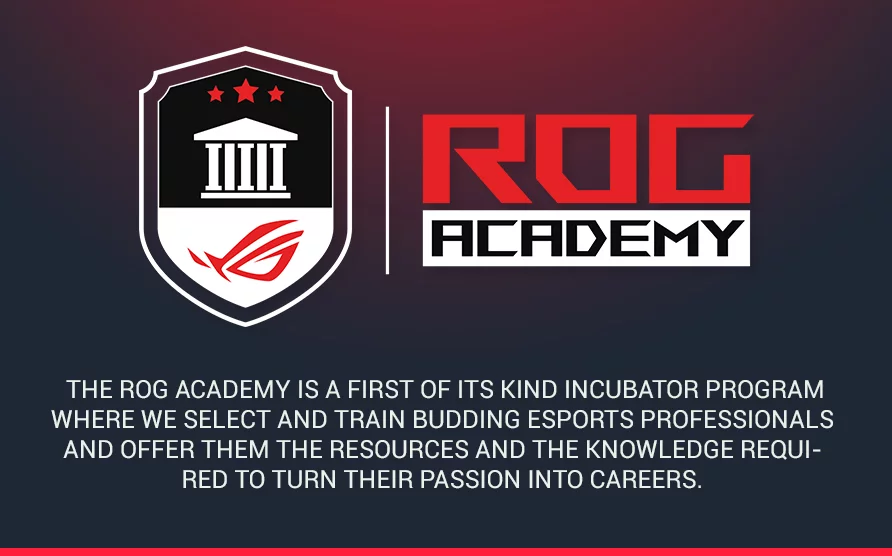 ROG
ACADEMY
THE ROG ACADEMY IS A FIRST OF ITS KIND INCUBATOR PROGRAM
WHERE WE SELECT AND TRAIN BUDDING ESPORTS PROFESSIONALS
AND OFFER THEM THE RESOURCES AND THE KNOWLEDGE REQUI-
RED TO TURN THEIR PASSION INTO CAREERS.